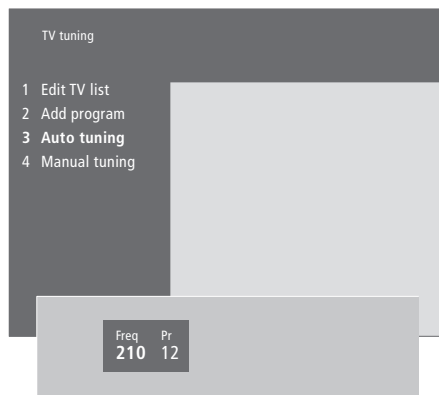 TV tuning
1 Edit TV list
2 Add program
3 Auto tuning
4 Manual tuning
Freq Pr
210 12